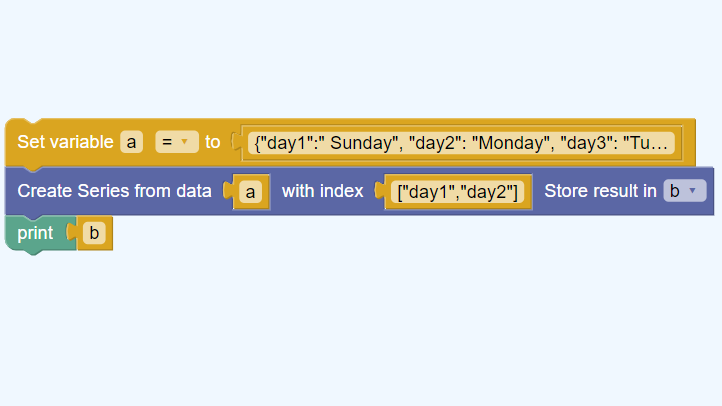 Set variable a = to {"day1":" Sunday", "day2": "Monday", "day3": "Tu...
Create Series from data a with index ["day1","day2"] Store result in b
print b